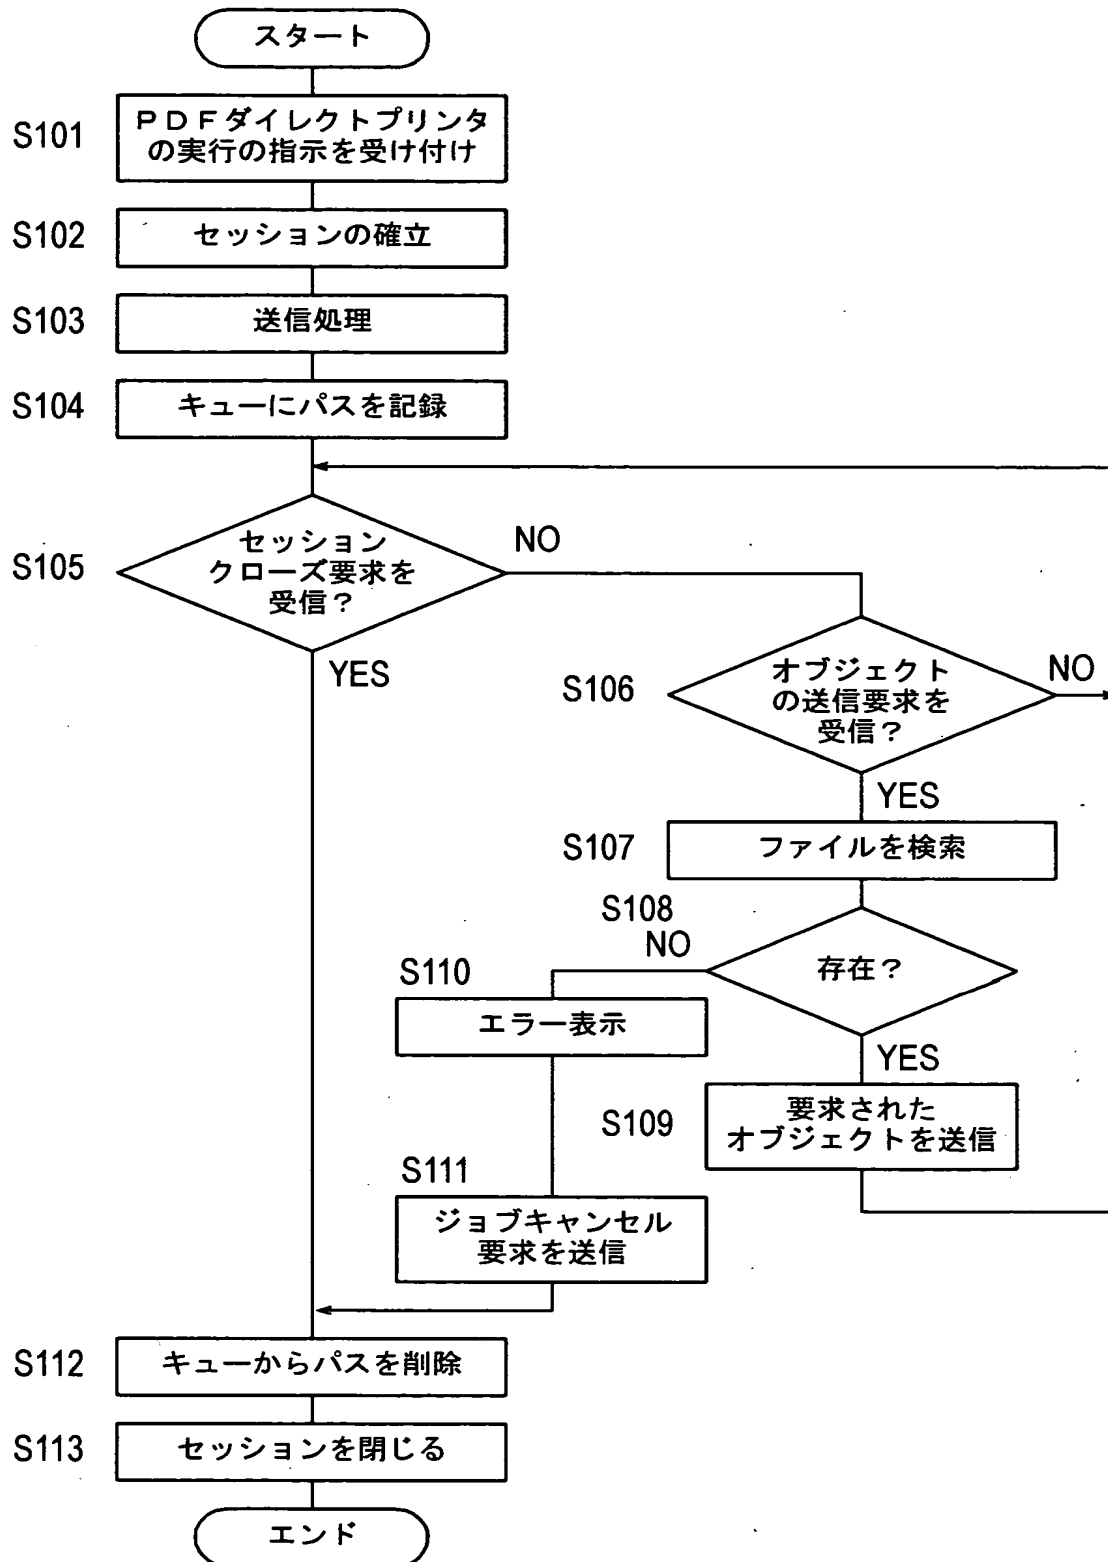 スタート
S101
PDFダイレクトプリンタ
の実行の指示を受け付け
S102
セッションの確立
S103
送信処理
S104
キューにパスを記録
S105
セッション
クローズ要求を
受信？
NO
YES
S106
オブジェクト
の送信要求を
受信？
NO
YES
S107
ファイルを検索
S108
NO
存在？
YES
S110
エラー表示
S109
要求された
オブジェクトを送信
S111
ジョブキャンセル
要求を送信
S112
キューからパスを削除
S113
セッションを閉じる
エンド